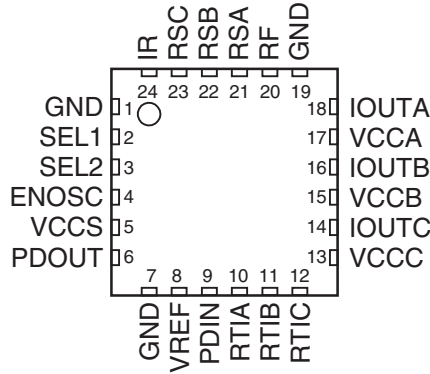 IR
RSC
RSB
RSA
RF
GND
24 23 22 21 20 19
GND 1
SEL1 2
SEL2 3
ENOSC 4
VCCS 5
PDOUT 6
18 IOUTA
17 VCCA
16 IOUTB
15 VCCB
14 IOUTC
13 VCCC
7 8 9 10 11 12
GND
VREF
PDIN
RTIA
RTIB
RTIC